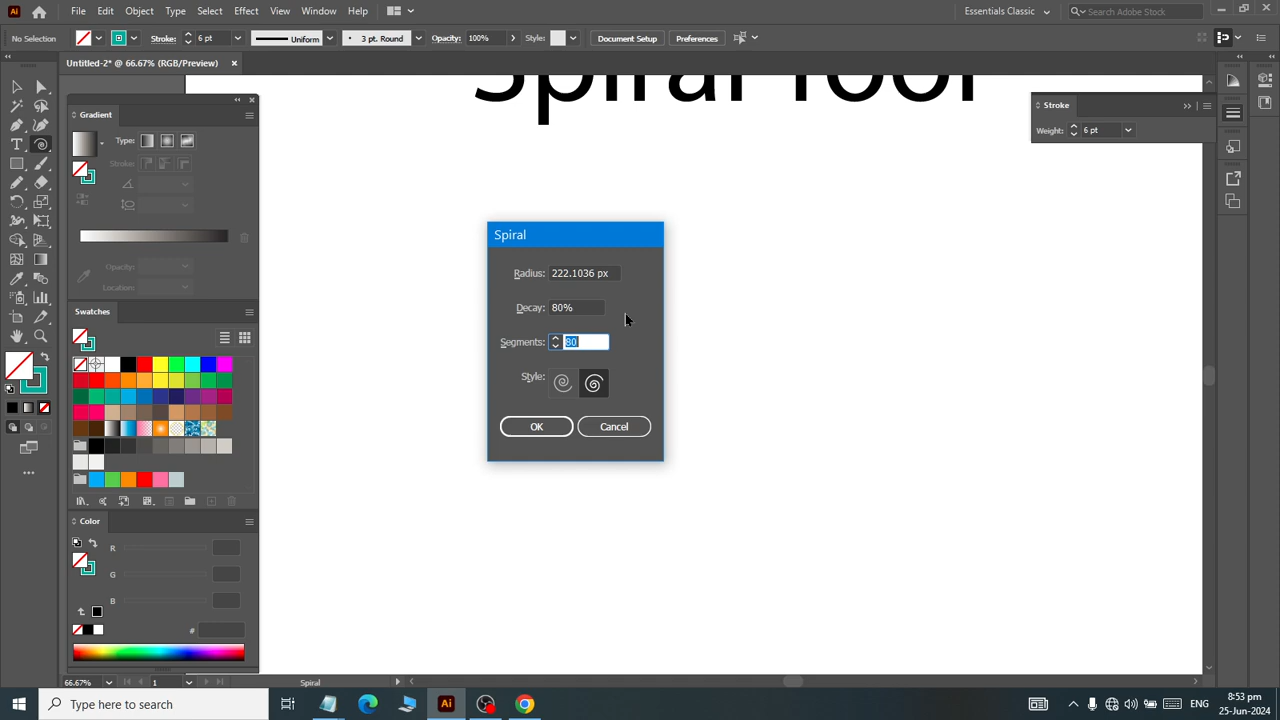 Ai File Edit Object Type Select Effect View Window Help Essentials Classic Search Adobe Stock
No Selection Stroke: 6 pt Uniform 3 pt. Round Opacity: 100% Style: Document Setup Preferences
Untitled-2* @ 66.67% (RGB/Preview)
Spiral Tool
Gradient
Type:
Stroke:
Opacity:
Location:
Stroke
Weight: 6 pt
Spiral
Radius: 222.1036 px
Decay: 80%
Segments: 80
Style:
OK Cancel
Swatches
Color
R
G
B
#
66.67% 1 Spiral
Type here to search
Ai
8:53 pm
25-Jun-2024